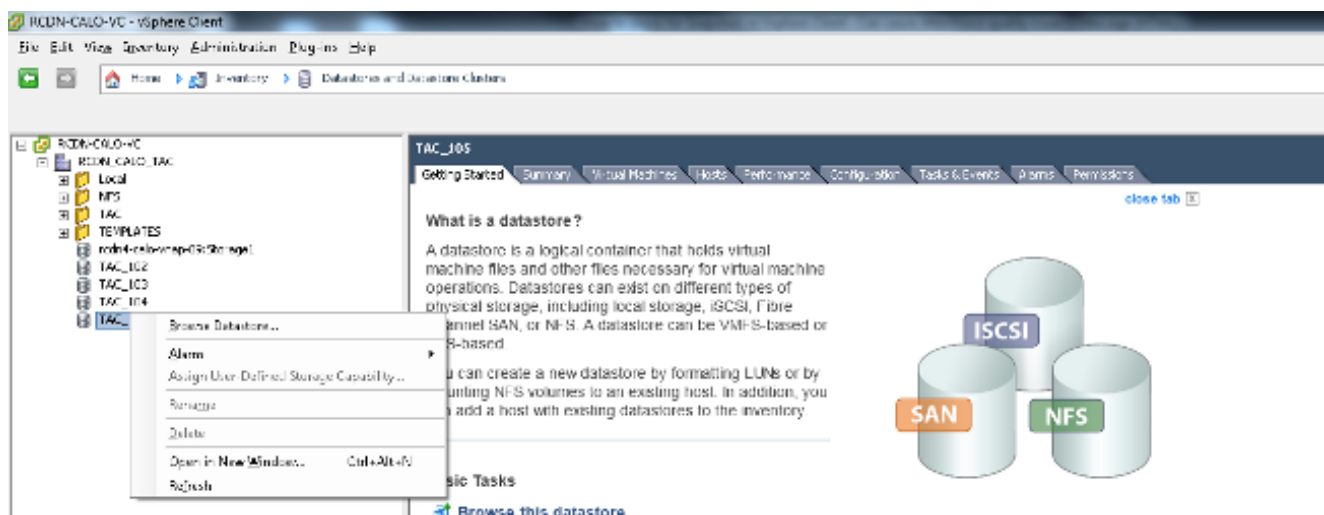 RCDN-CALO-VC - vSphere Client
File Edit View Inventory Administration Plug-ins Help
Home Inventory Datastores and Datastore Clusters
RCDN-CALO-VC
RCDN_CALO_TAC
Local
NFS
TAC
TEMPLATES
TAC_102
TAC_103
TAC_104
TAC_
Browse Datastore...
Alarm
Assign User-Defined Storage Capability...
Rename
Delete
Open in New Window... Ctrl+Alt+N
Refresh
TAC_105
Getting Started Summary Virtual Machines Hosts Performance Configuration Tasks & Events Alarms Permissions
close tab
What is a datastore?
A datastore is a logical container that holds virtual
machine files and other files necessary for virtual machine
operations. Datastores can exist on different types of
physical storage, including local storage, iSCSI, Fibre
annel SAN, or NFS. A datastore can be VMFS-based or
S-based
u can create a new datastore by formatting LUNs or by
unting NFS volumes to an existing host. In addition, you
add a host with existing datastores to the inventory
ISCSI
SAN
NFS
sic Tasks
Browse this datastore